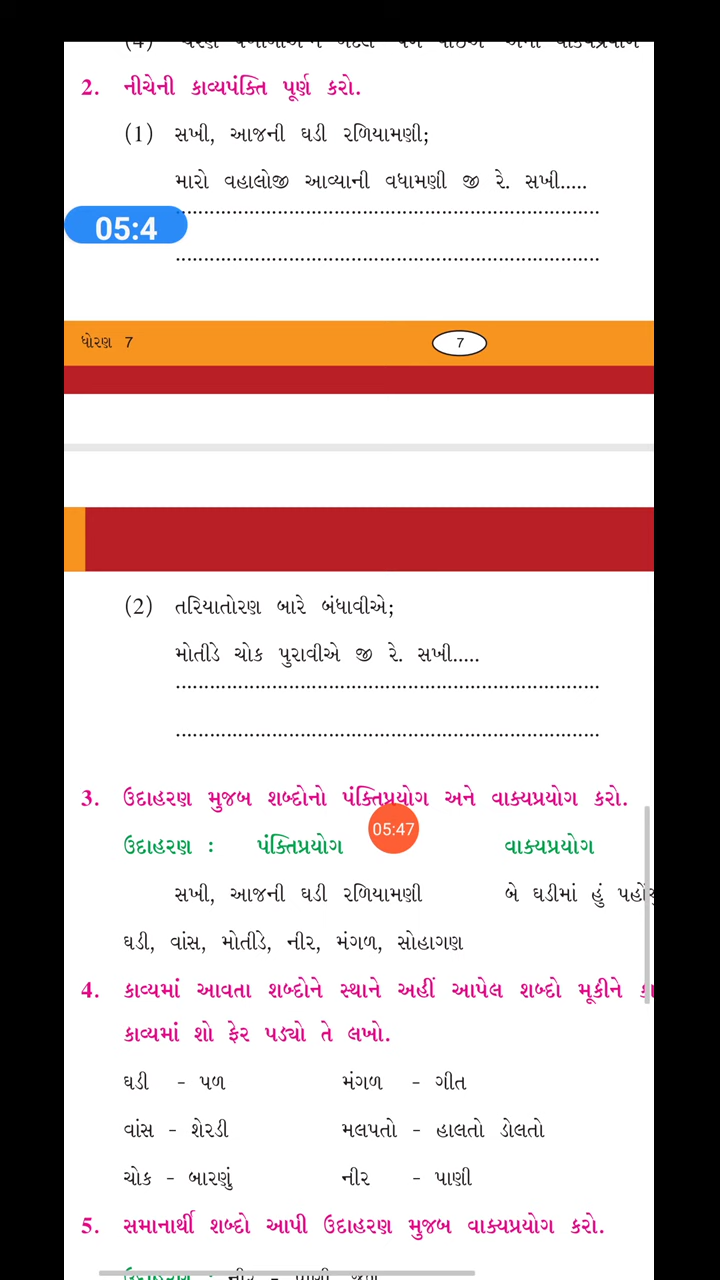 2. નીચેની કાવ્યપંક્તિ પૂર્ણ કરો.
(1) સખી, આજની ઘડી રળિયામણી;
મારો વહાલોજી આવ્યાની વધામણી જી રે. સખી.....
05:4
ધોરણ 7
7
(2) તરિયાતોરણ બારે બંધાવીએ;
મોતીડે ચોક પુરાવીએ જી રે. સખી.....
3. ઉદાહરણ મુજબ શબ્દોનો પંક્તિપ્રયોગ અને વાક્યપ્રયોગ કરો.
05:47
ઉદાહરણ : પંક્તિપ્રયોગ વાક્યપ્રયોગ
સખી, આજની ઘડી રળિયામણી બે ઘડીમાં હું
ઘડી, વાંસ, મોતીડે, નીર, મંગળ, સોહાગણ
4. કાવ્યમાં આવતા શબ્દોને સ્થાને અહીં આપેલ શબ્દો મૂકીને
કાવ્યમાં શો ફેર પડ્યો તે લખો.
ઘડી - પળ મંગળ - ગીત
વાંસ - શેરડી મલપતો - હાલતો ડોલતો
ચોક - બારણું નીર - પાણી
5. સમાનાર્થી શબ્દો આપી ઉદાહરણ મુજબ વાક્યપ્રયોગ કરો.